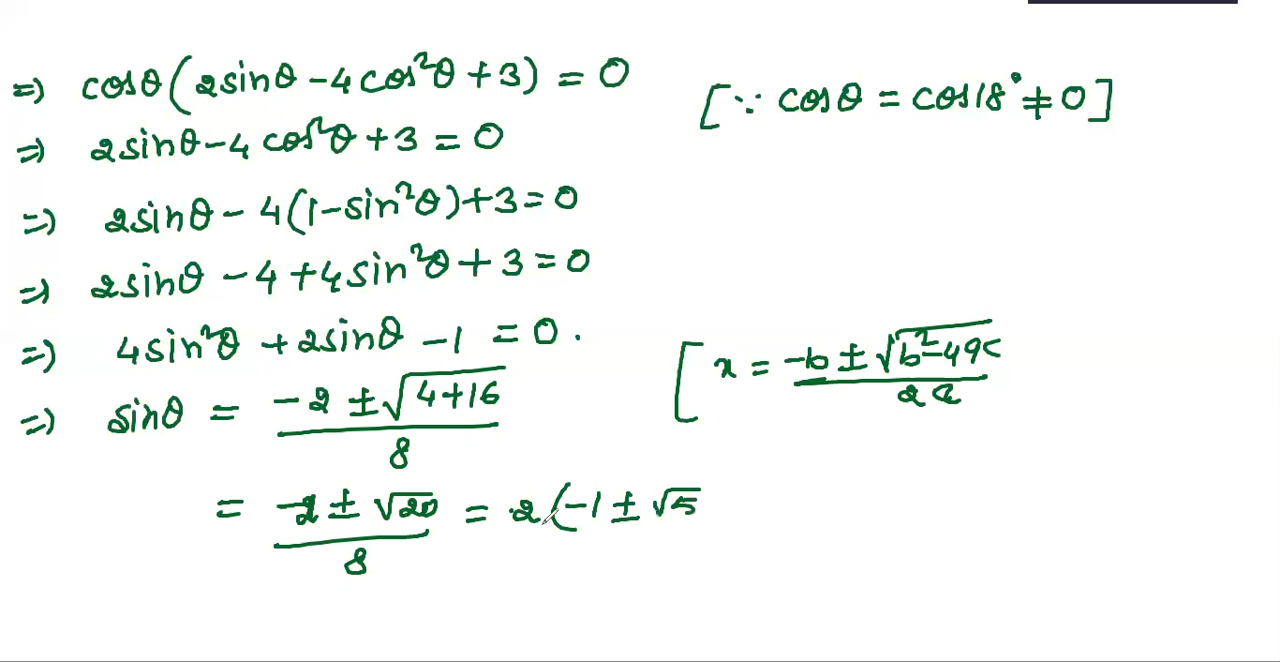 => cosθ(2sinθ-4cos²θ+3) = 0 [∵ cosθ = cos18° ≠ 0]
=> 2sinθ-4cos²θ+3 = 0
=> 2sinθ-4(1-sin²θ)+3=0
=> 2sinθ-4+4sin²θ+3=0
=> 4sin²θ+2sinθ-1 = 0.
=> sinθ = (-2±√(4+16))/8 [x = (-b±√(b²-4ac))/2a
= (-2±√20)/8 = 2(-1±√5